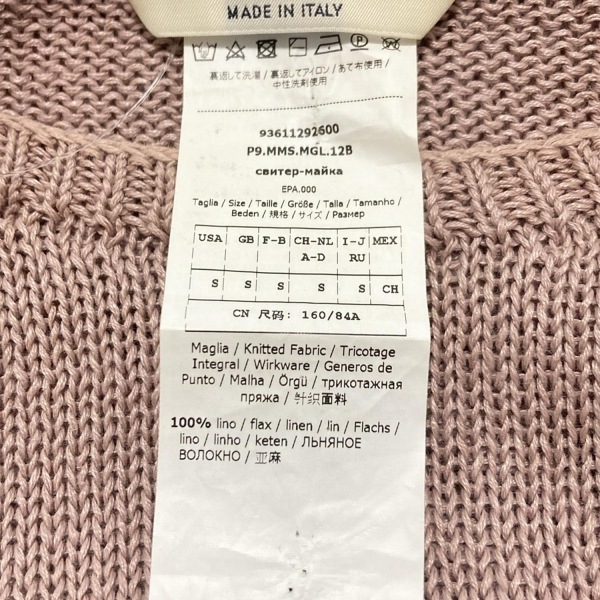 MADE IN ITALY
裏返して洗濯 / 裏返してアイロン / あて布使用 /
中性洗剤使用
93611292600
P9.MMS.MGL.12B
свитер-майка
EPA.000
Taglia / Size / Taille / Größe / Talla / Tamanho /
Beden / 規格 / サイズ / Размер
USA GB F-B CH-NL I-J MEX
A-D RU
S S S S S CH
CN 尺码: 160/84A
Maglia / Knitted Fabric / Tricotage
Integral / Wirkware / Generos de
Punto / Malha / Örgü / трикотажная
пряжа / 针织面料
100% lino / flax / linen / lin / Flachs /
lino / linho / keten / ЛЬНЯНОЕ
ВОЛОКНО / 亚麻